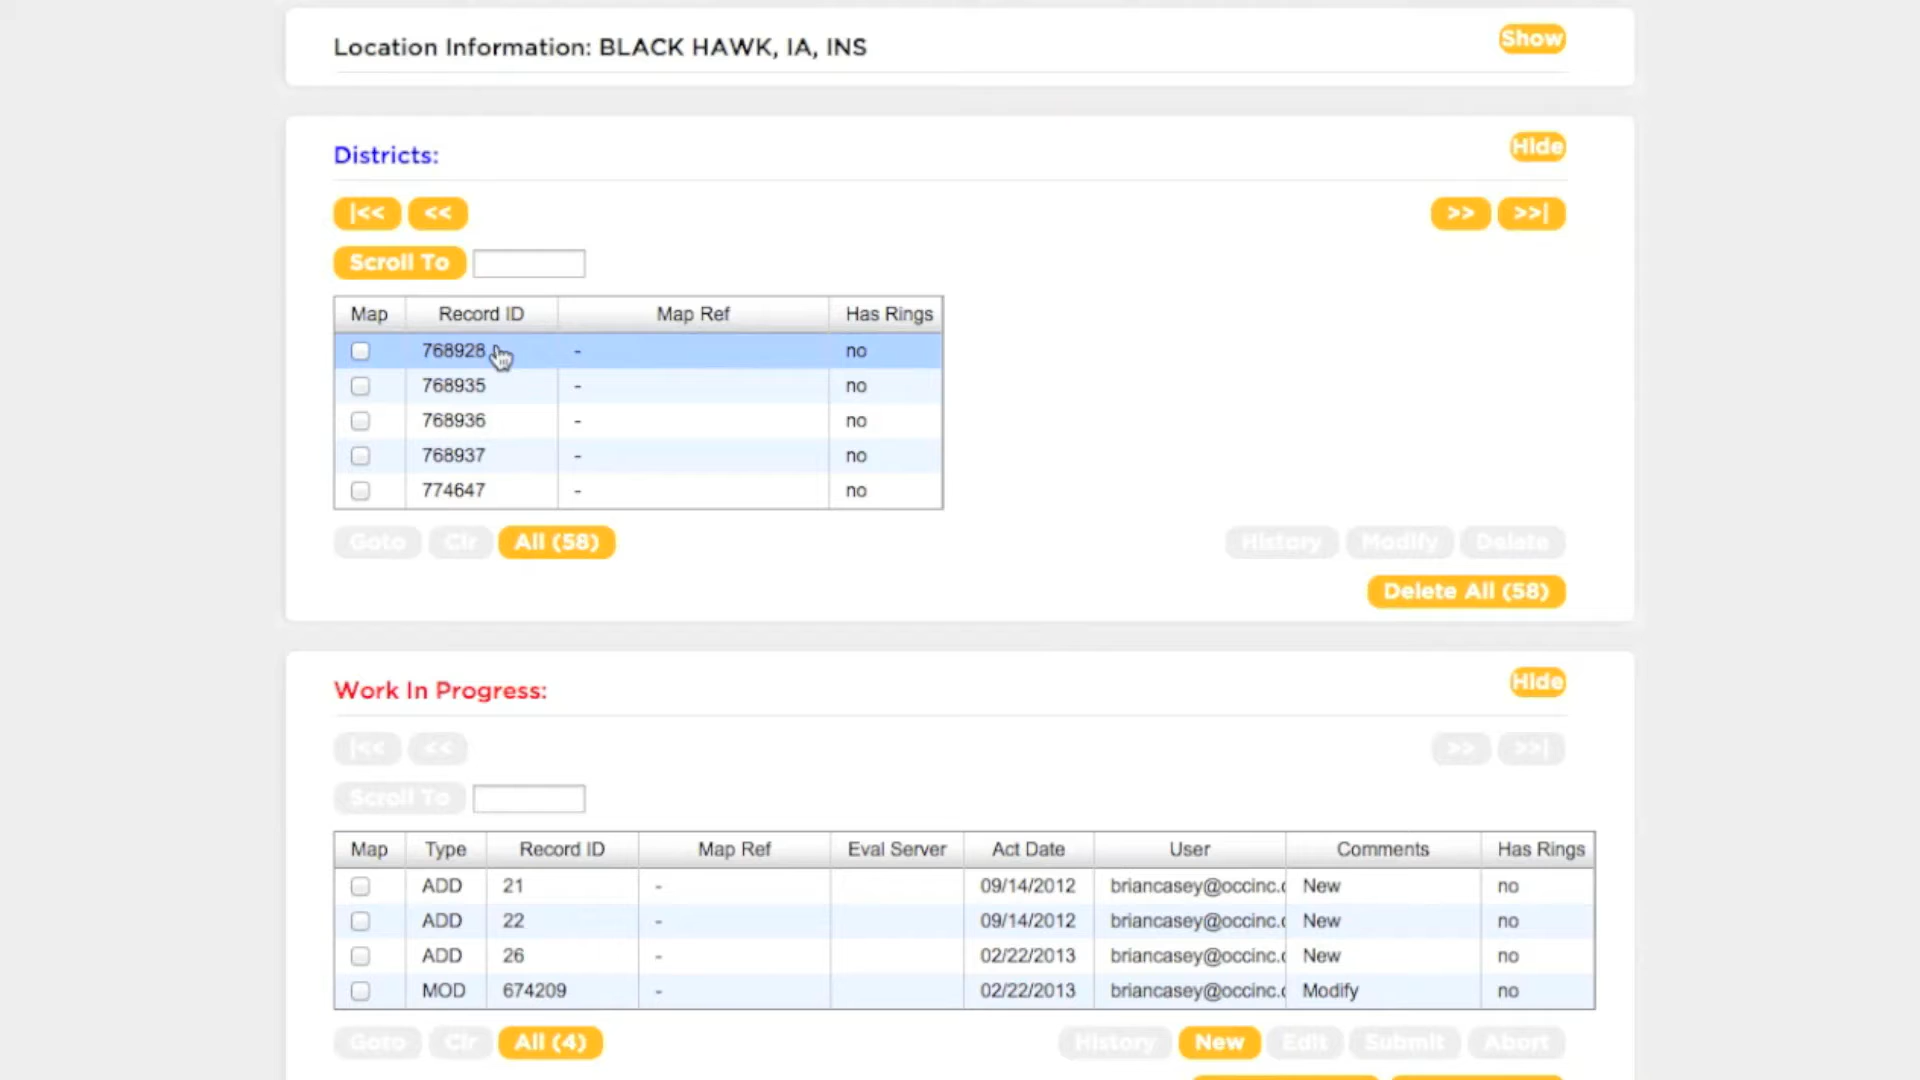 Location Information: BLACK HAWK, IA, INS Show
Districts: Hide
|<< << >> >>|
Scroll To
Map Record ID Map Ref Has Rings
768928 - no
768935 - no
768936 - no
768937 - no
774647 - no
Goto Clr All (58) History Modify Delete
Delete All (58)
Work In Progress: Hide
|<< << >> >>|
Scroll To
Map Type Record ID Map Ref Eval Server Act Date User Comments Has Rings
ADD 21 - 09/14/2012 briancasey@occinc.c New no
ADD 22 - 09/14/2012 briancasey@occinc.c New no
ADD 26 - 02/22/2013 briancasey@occinc.c New no
MOD 674209 - 02/22/2013 briancasey@occinc.c Modify no
Goto Clr All (4) History New Edit Submit Abort